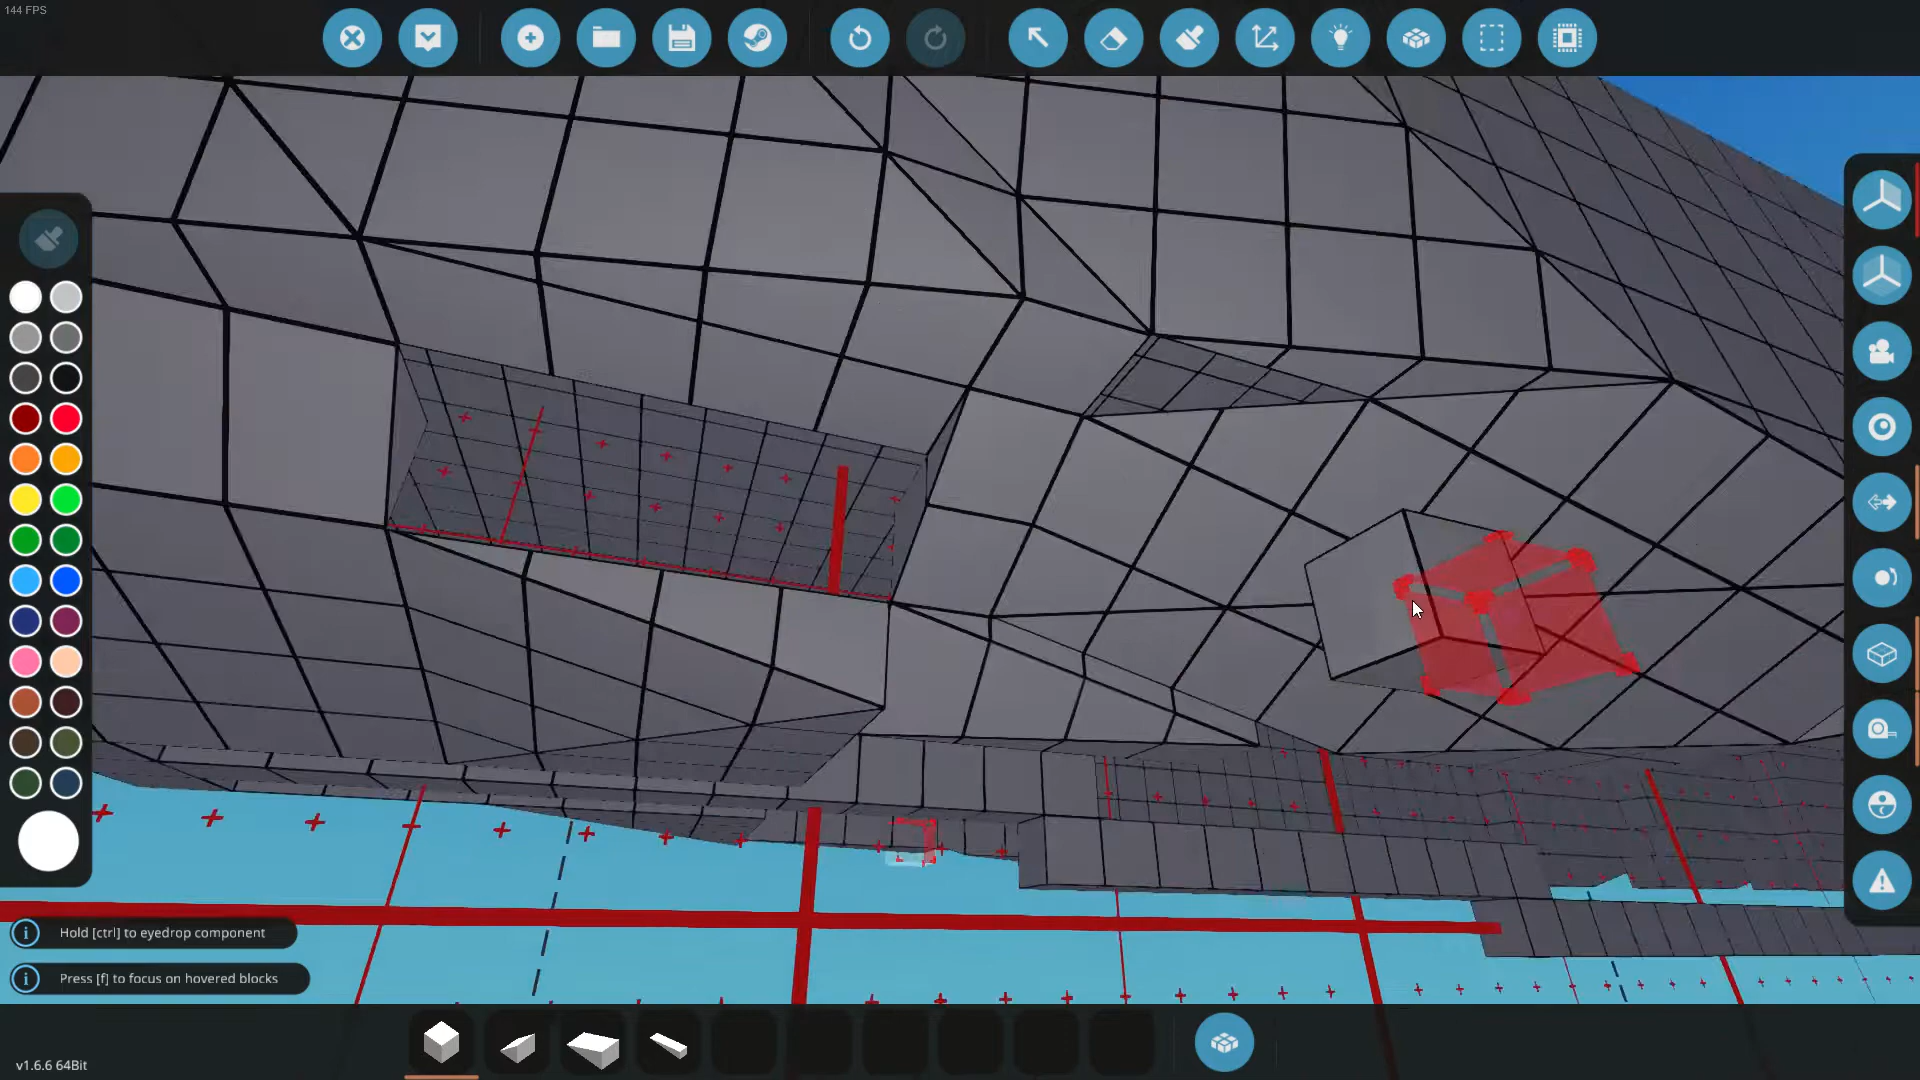 144 FPS
Hold [ctrl] to eyedrop component
Press [f] to focus on hovered blocks
v1.6.6 64Bit